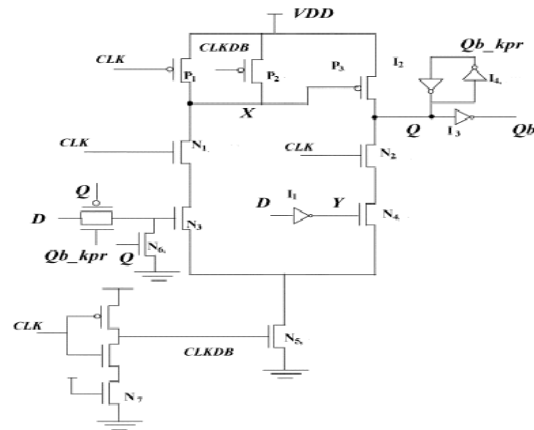 VDD
Qb_kpr
CLKDB
CLK
P1
P2
P3
I2
I4.
X
Q
I3
Qb
CLK
N1
CLK
N2
Q
D
N3
D
I1
Y
N4.
Qb_kpr
Q
N6.
CLK
CLKDB
N5.
N7